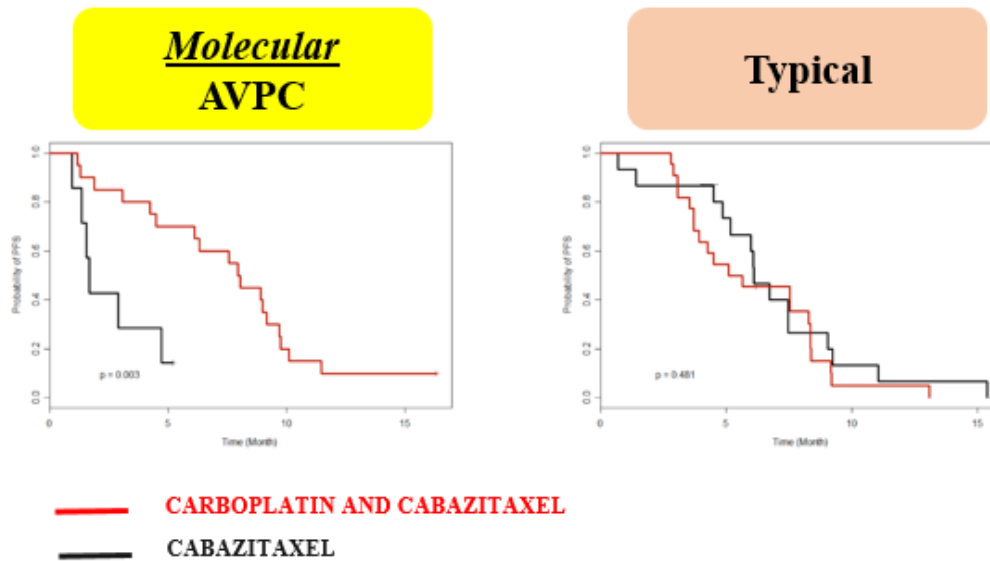 Molecular
AVPC
Typical
Probability of PFS
1.0
0.8
0.6
0.4
0.2
0.0
p = 0.003
0
5
10
15
Time (Month)
Probability of PFS
1.0
0.8
0.6
0.4
0.2
0.0
p = 0.481
0
5
10
15
Time (Month)
CARBOPLATIN AND CABAZITAXEL
CABAZITAXEL